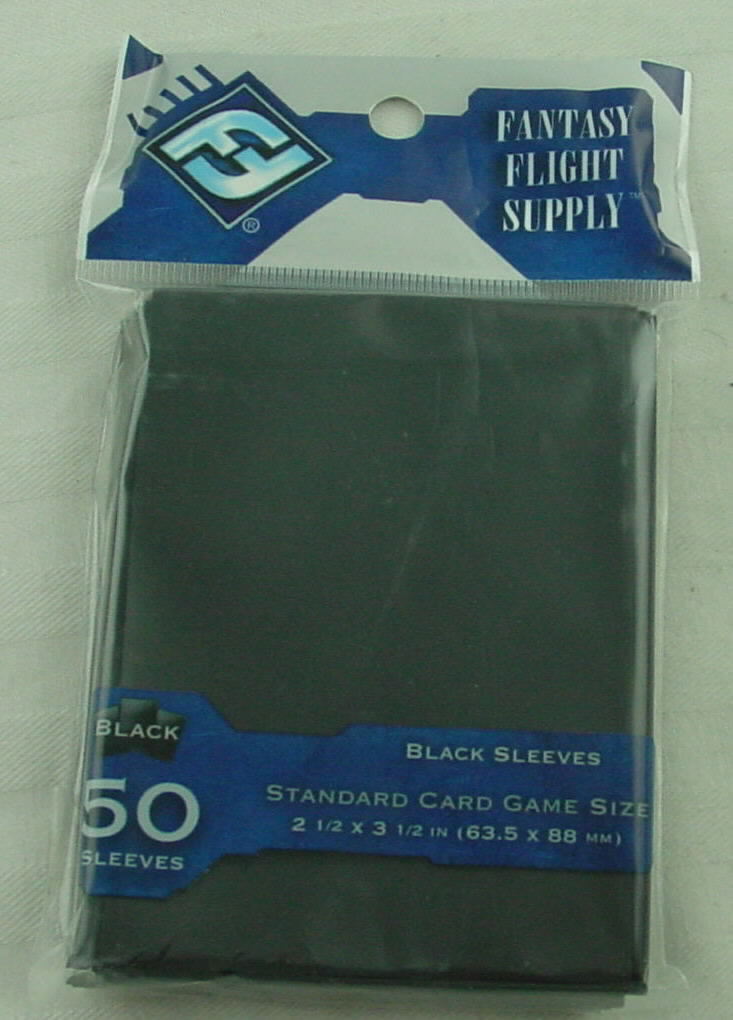 FANTASY
FLIGHT
SUPPLY™
®
BLACK
50
SLEEVES
BLACK SLEEVES
STANDARD CARD GAME SIZE
2 1/2 X 3 1/2 IN (63.5 X 88 MM)